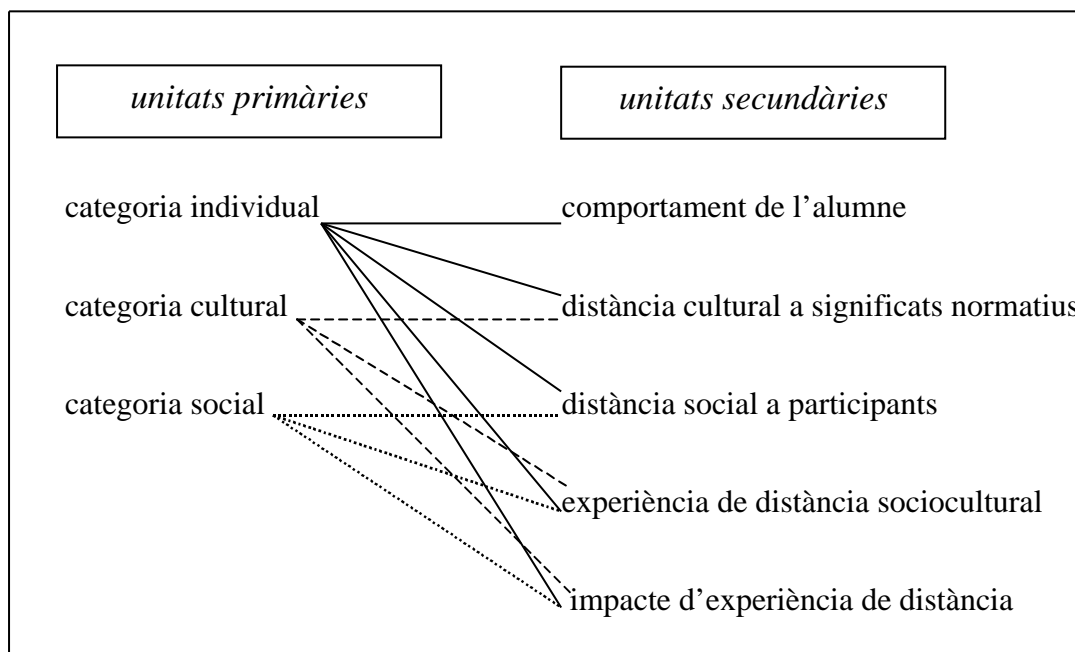 unitats primàries
unitats secundàries
categoria individual
comportament de l’alumne
categoria cultural
distància cultural a significats normatius
categoria social
distància social a participants
experiència de distància sociocultural
impacte d’experiència de distància